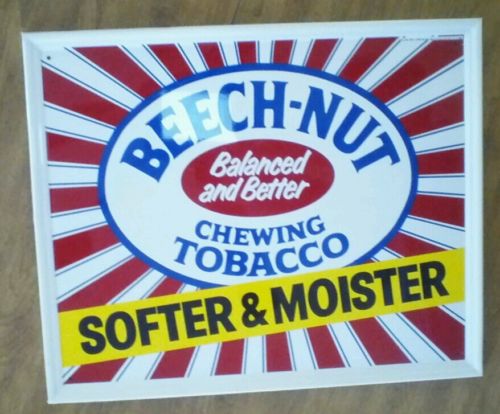 BEECH-NUT
Balanced
and Better
CHEWING
TOBACCO
SOFTER & MOISTER